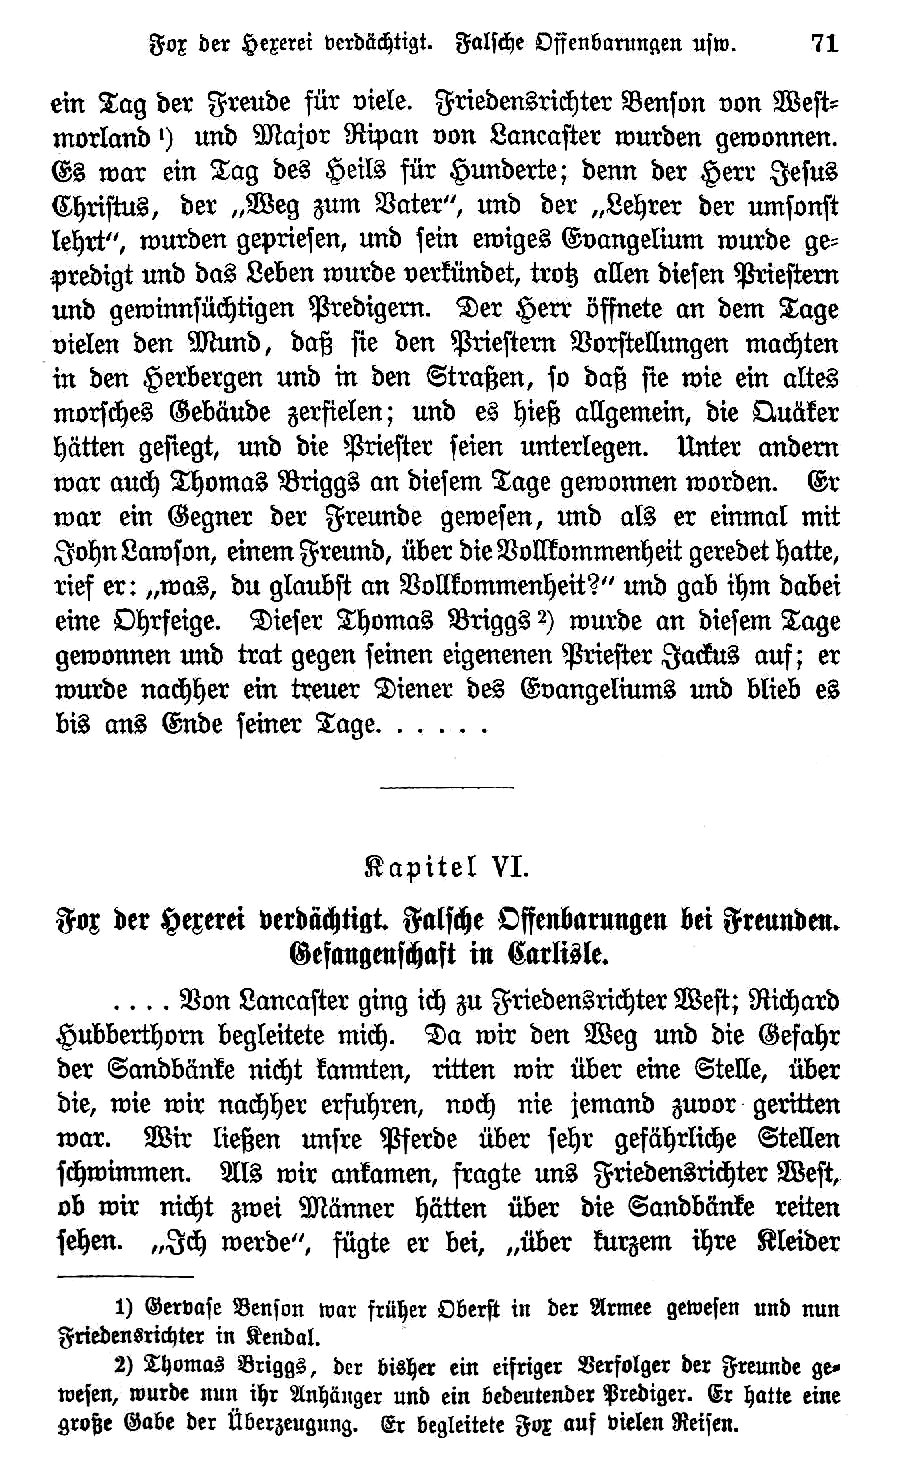 Fox der Hexerei verdächtigt. Falsche Offenbarungen usw. 71
ein Tag der Freude für viele. Friedensrichter Benson von West-
morland ¹) und Major Ripan von Lancaster wurden gewonnen.
Es war ein Tag des Heils für Hunderte; denn der Herr Jesus
Christus, der „Weg zum Vater“, und der „Lehrer der umsonst
lehrt“, wurden gepriesen, und sein ewiges Evangelium wurde ge-
predigt und das Leben wurde verkündet, trotz allen diesen Priestern
und gewinnsüchtigen Predigern. Der Herr öffnete an dem Tage
vielen den Mund, daß sie den Priestern Vorstellungen machten
in den Herbergen und in den Straßen, so daß sie wie ein altes
morsches Gebäude zerfielen; und es hieß allgemein, die Quäker
hätten gesiegt, und die Priester seien unterlegen. Unter andern
war auch Thomas Briggs an diesem Tage gewonnen worden. Er
war ein Gegner der Freunde gewesen, und als er einmal mit
John Lawson, einem Freund, über die Vollkommenheit geredet hatte,
rief er: „was, du glaubst an Vollkommenheit?“ und gab ihm dabei
eine Ohrfeige. Dieser Thomas Briggs ²) wurde an diesem Tage
gewonnen und trat gegen seinen eigenenen Priester Jackus auf; er
wurde nachher ein treuer Diener des Evangeliums und blieb es
bis ans Ende seiner Tage. . . . . . .
Kapitel VI.
Fox der Hexerei verdächtigt. Falsche Offenbarungen bei Freunden.
Gefangenschaft in Carlisle.
. . . . Von Lancaster ging ich zu Friedensrichter West; Richard
Hubberthorn begleitete mich. Da wir den Weg und die Gefahr
der Sandbänke nicht kannten, ritten wir über eine Stelle, über
die, wie wir nachher erfuhren, noch nie jemand zuvor geritten
war. Wir ließen unsre Pferde über sehr gefährliche Stellen
schwimmen. Als wir ankamen, fragte uns Friedensrichter West,
ob wir nicht zwei Männer hätten über die Sandbänke reiten
sehen. „Ich werde“, fügte er bei, „über kurzem ihre Kleider
1) Gervase Benson war früher Oberst in der Armee gewesen und nun
Friedensrichter in Kendal.
2) Thomas Briggs, der bisher ein eifriger Verfolger der Freunde ge-
wesen, wurde nun ihr Anhänger und ein bedeutender Prediger. Er hatte eine
große Gabe der Überzeugung. Er begleitete Fox auf vielen Reisen.